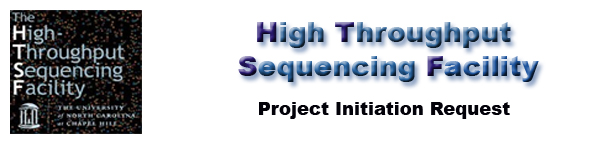 The
High-
Throughput
Sequencing
Facility
THE UNIVERSITY
of NORTH CAROLINA
at CHAPEL HILL
High Throughput
Sequencing Facility
Project Initiation Request